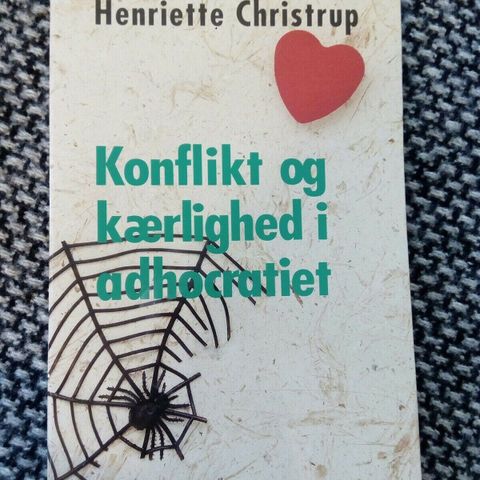 Henriette Christrup
Konflikt og
kærlighed i
adhocratiet